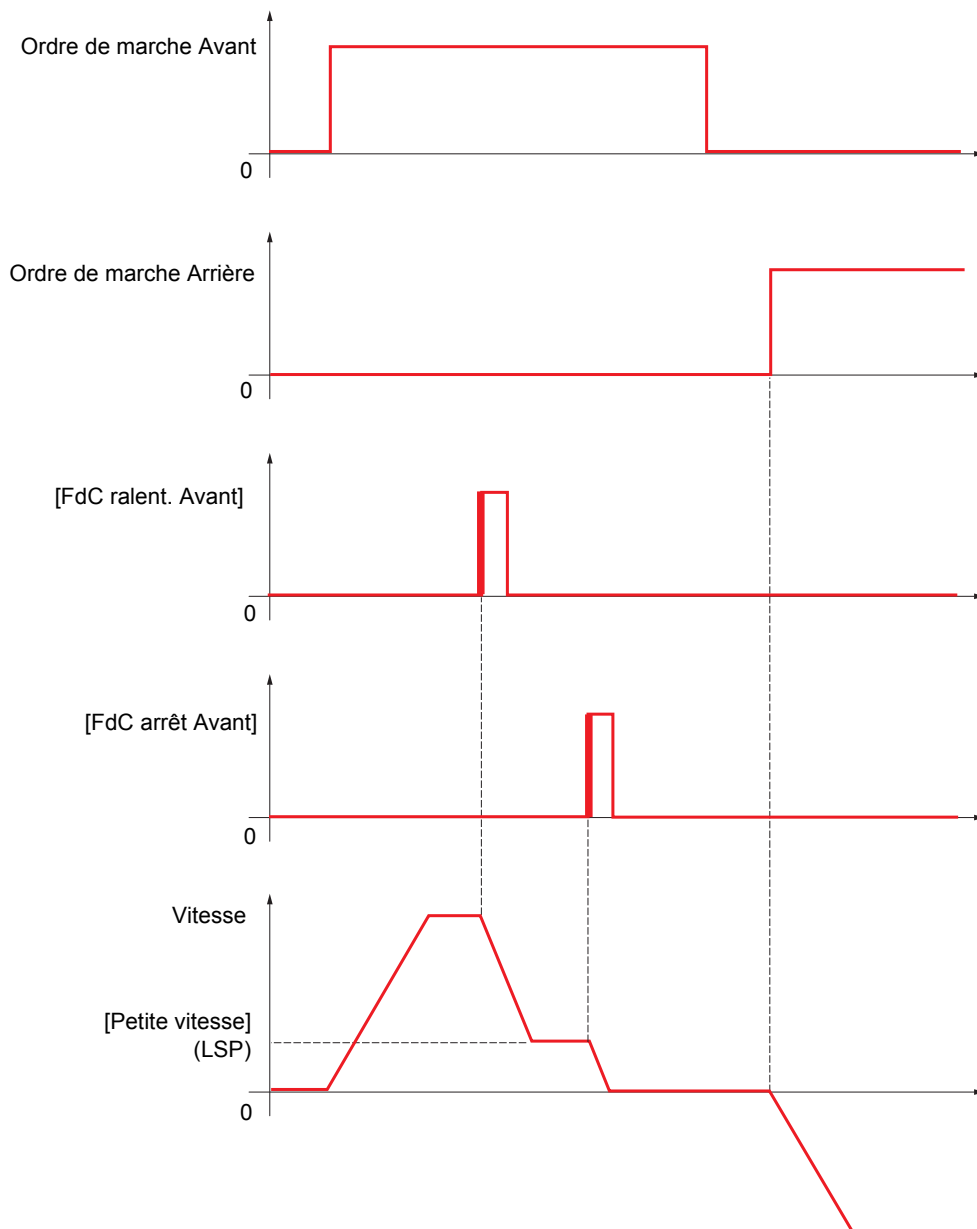 Ordre de marche Avant
0
Ordre de marche Arrière
0
[FdC ralent. Avant]
0
[FdC arrêt Avant]
0
Vitesse
[Petite vitesse]
(LSP)
0